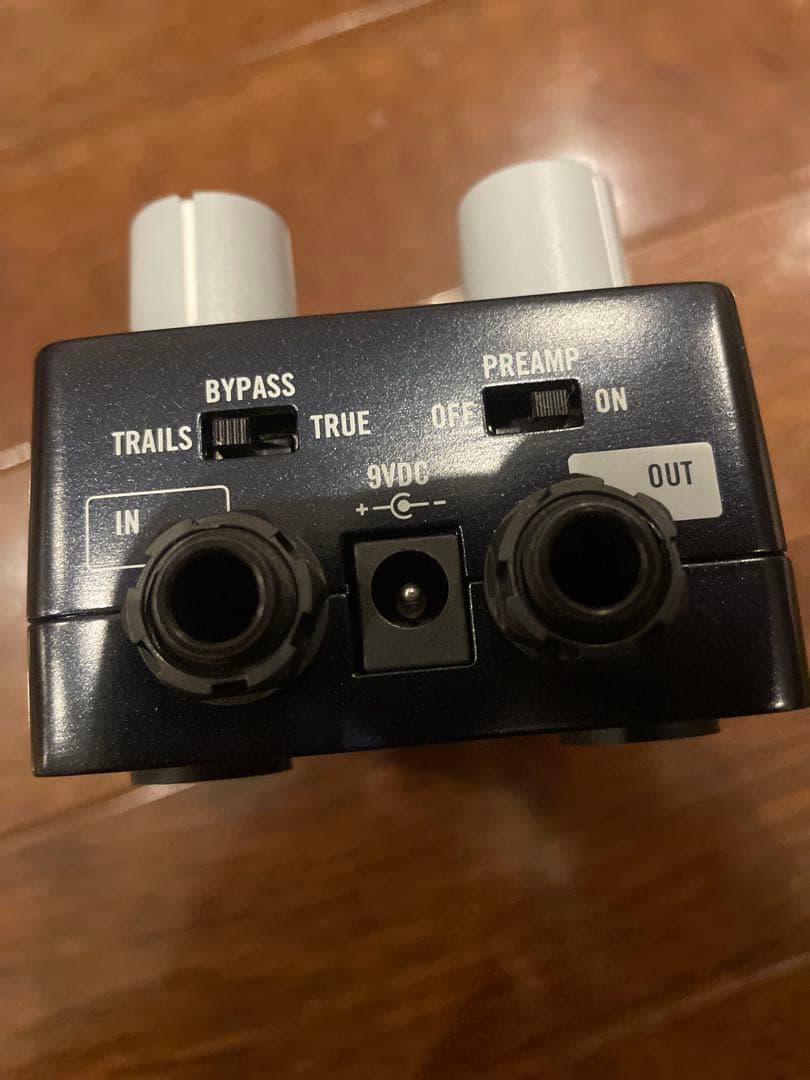 BYPASS
TRAILS TRUE
PREAMP
OFF ON
9VDC
+ -
IN
OUT